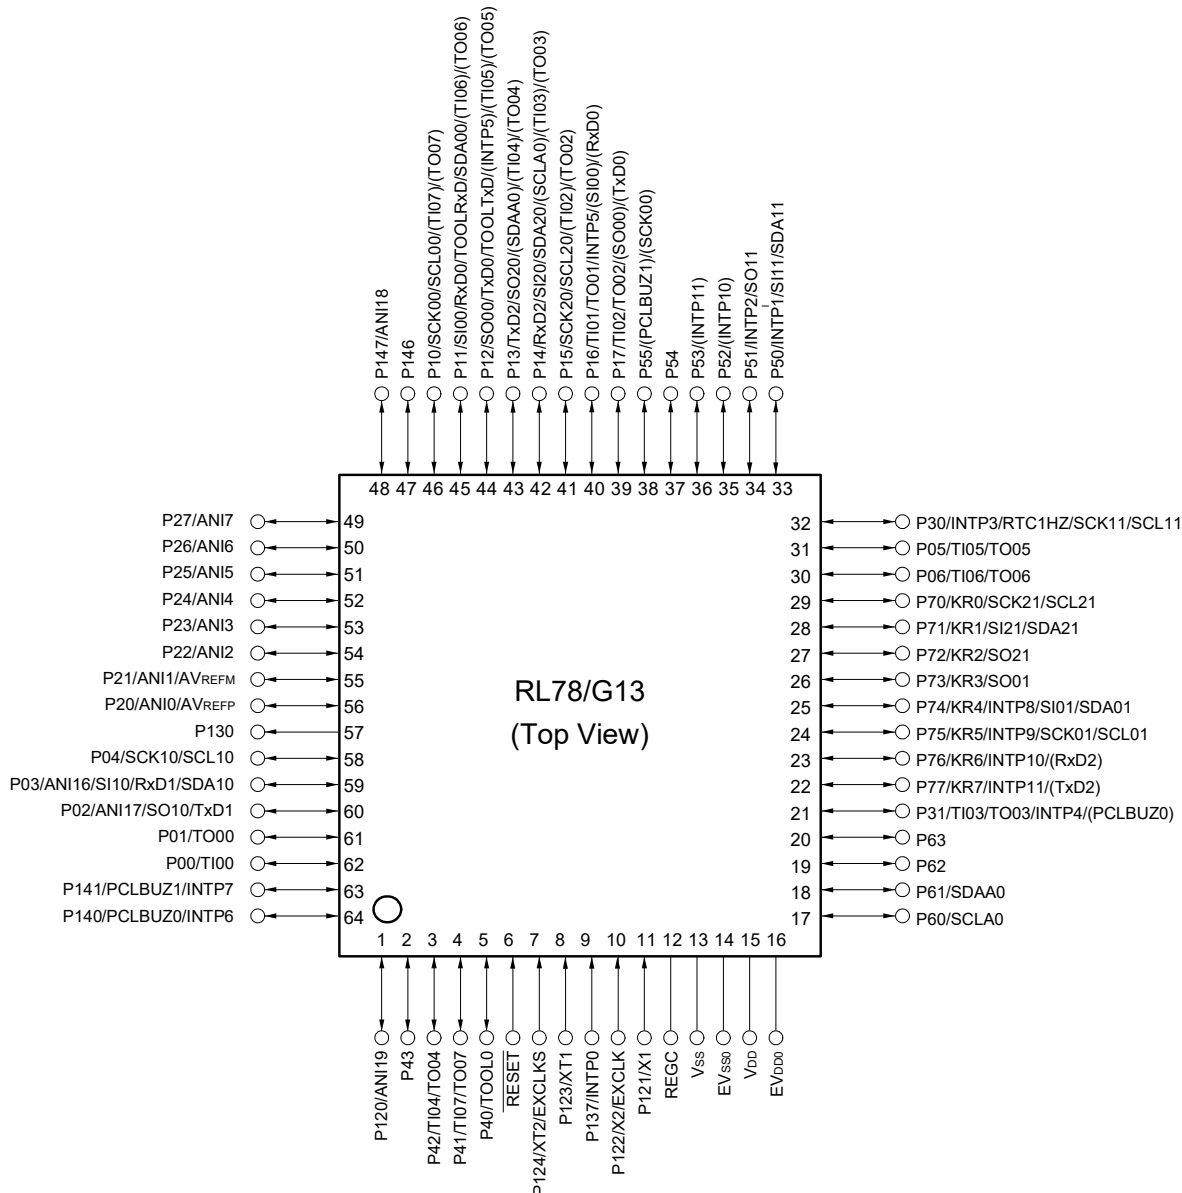 P147/ANI18
P146
P10/SCK00/SCL00/(TI07)/(TO07)
P11/SI00/RxD0/TOOLRxD/SDA00/(TI06)/(TO06)
P12/SO00/TxD0/TOOLTxD/(INTP5)/(TI05)/(TO05)
P13/TxD2/SO20/(SDAA0)/(TI04)/(TO04)
P14/RxD2/SI20/SDA20/(SCLA0)/(TI03)/(TO03)
P15/SCK20/SCL20/(TI02)/(TO02)
P16/TI01/TO01/INTP5/(SI00)/(RxD0)
P17/TI02/TO02/(SO00)/(TxD0)
P55/(PCLBUZ1)/(SCK00)
P54
P53/(INTP11)
P52/(INTP10)
P51/INTP2/SO11
P50/INTP1/SI11/SDA11
48 47 46 45 44 43 42 41 40 39 38 37 36 35 34 33
P27/ANI7 49
P26/ANI6 50
P25/ANI5 51
P24/ANI4 52
P23/ANI3 53
P22/ANI2 54
P21/ANI1/AVREFM 55
P20/ANI0/AVREFP 56
P130 57
P04/SCK10/SCL10 58
P03/ANI16/SI10/RxD1/SDA10 59
P02/ANI17/SO10/TxD1 60
P01/TO00 61
P00/TI00 62
P141/PCLBUZ1/INTP7 63
P140/PCLBUZ0/INTP6 64
RL78/G13
(Top View)
32 P30/INTP3/RTC1HZ/SCK11/SCL11
31 P05/TI05/TO05
30 P06/TI06/TO06
29 P70/KR0/SCK21/SCL21
28 P71/KR1/SI21/SDA21
27 P72/KR2/SO21
26 P73/KR3/SO01
25 P74/KR4/INTP8/SI01/SDA01
24 P75/KR5/INTP9/SCK01/SCL01
23 P76/KR6/INTP10/(RxD2)
22 P77/KR7/INTP11/(TxD2)
21 P31/TI03/TO03/INTP4/(PCLBUZ0)
20 P63
19 P62
18 P61/SDAA0
17 P60/SCLA0
1 2 3 4 5 6 7 8 9 10 11 12 13 14 15 16
P120/ANI19
P43
P42/TI04/TO04
P41/TI07/TO07
P40/TOOL0
RESET
P124/XT2/EXCLKS
P123/XT1
P137/INTP0
P122/X2/EXCLK
P121/X1
REGC
VSS
EVSS0
VDD
EVDD0